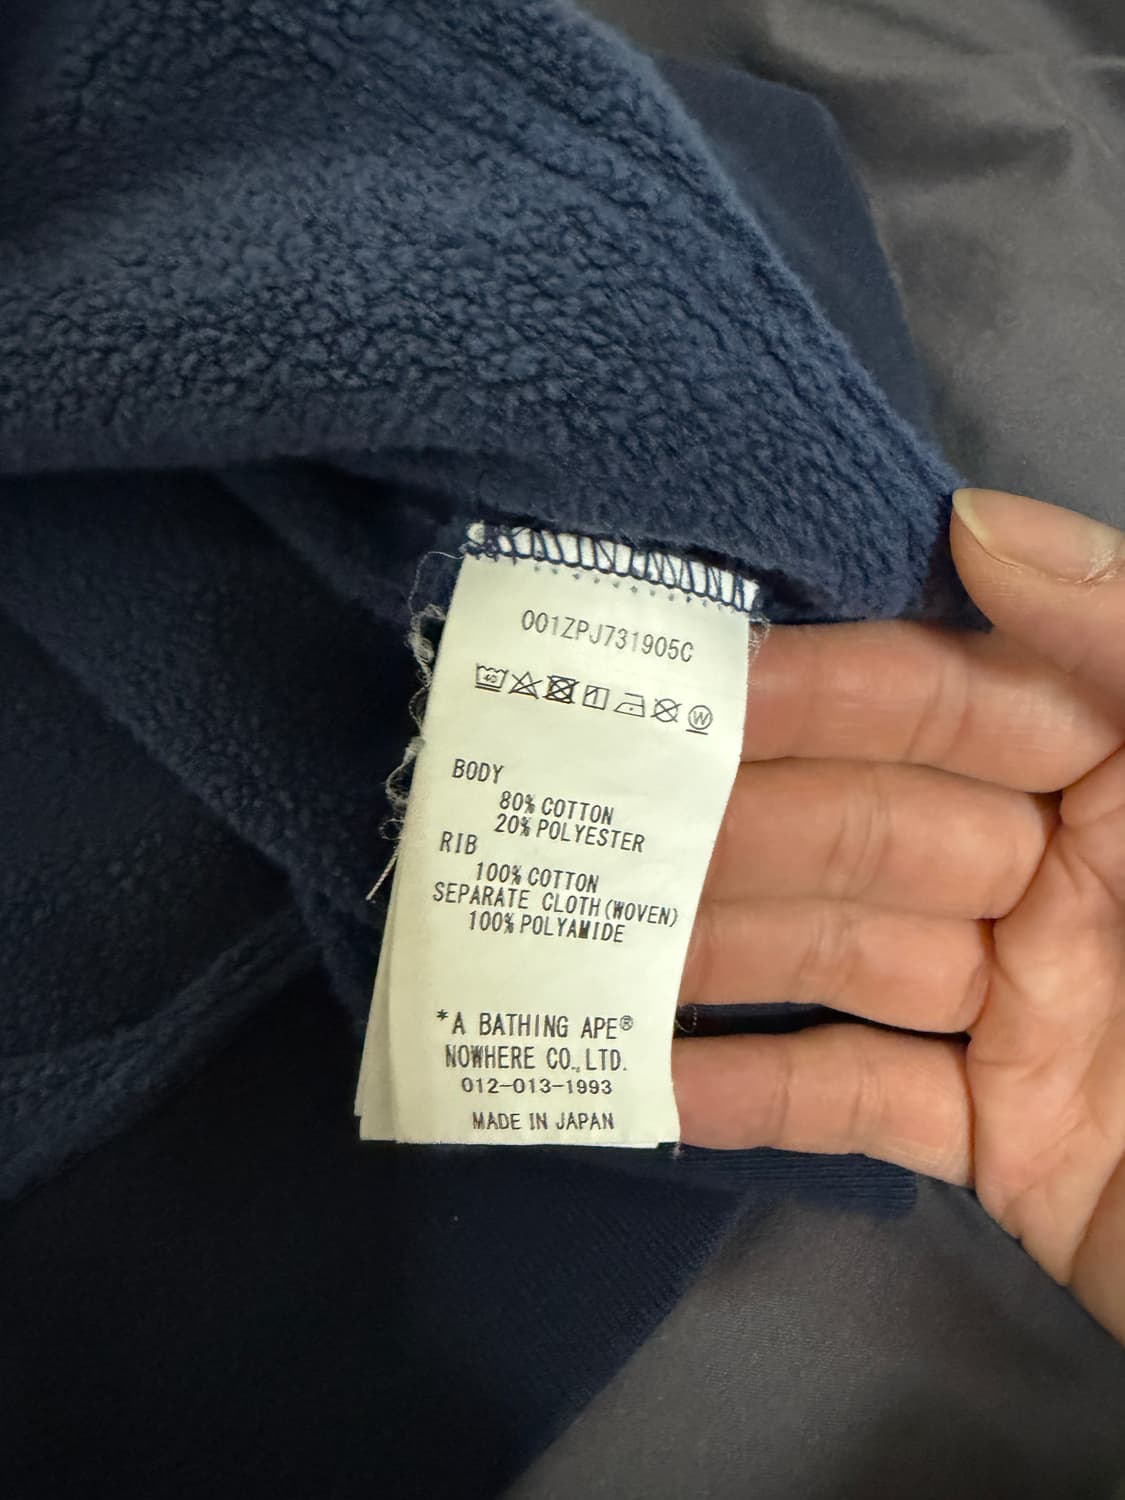 001ZPJ731905C
40 W
BODY
80% COTTON
20% POLYESTER
RIB
100% COTTON
SEPARATE CLOTH (WOVEN)
100% POLYAMIDE
*A BATHING APE®
NOWHERE CO., LTD.
012-013-1993
MADE IN JAPAN